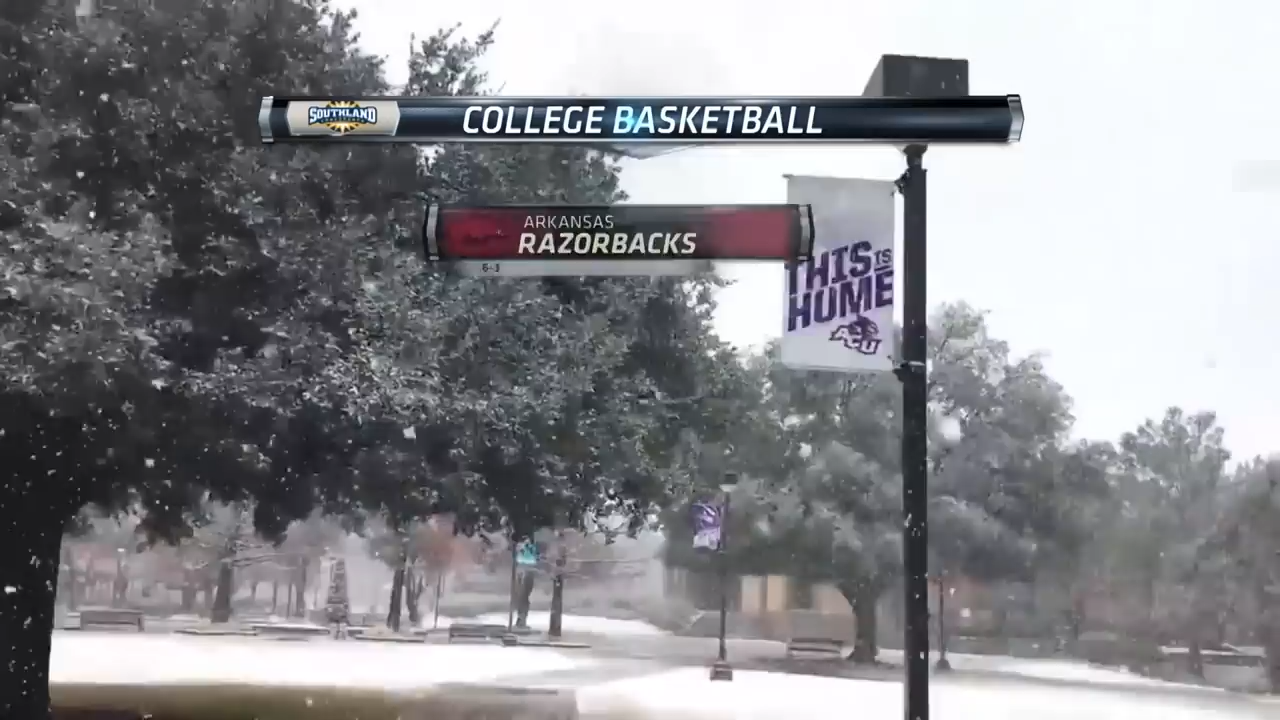 SOUTHLAND
COLLEGE BASKETBALL
ARKANSAS
RAZORBACKS
6-3
THIS IS
HOME
ACU